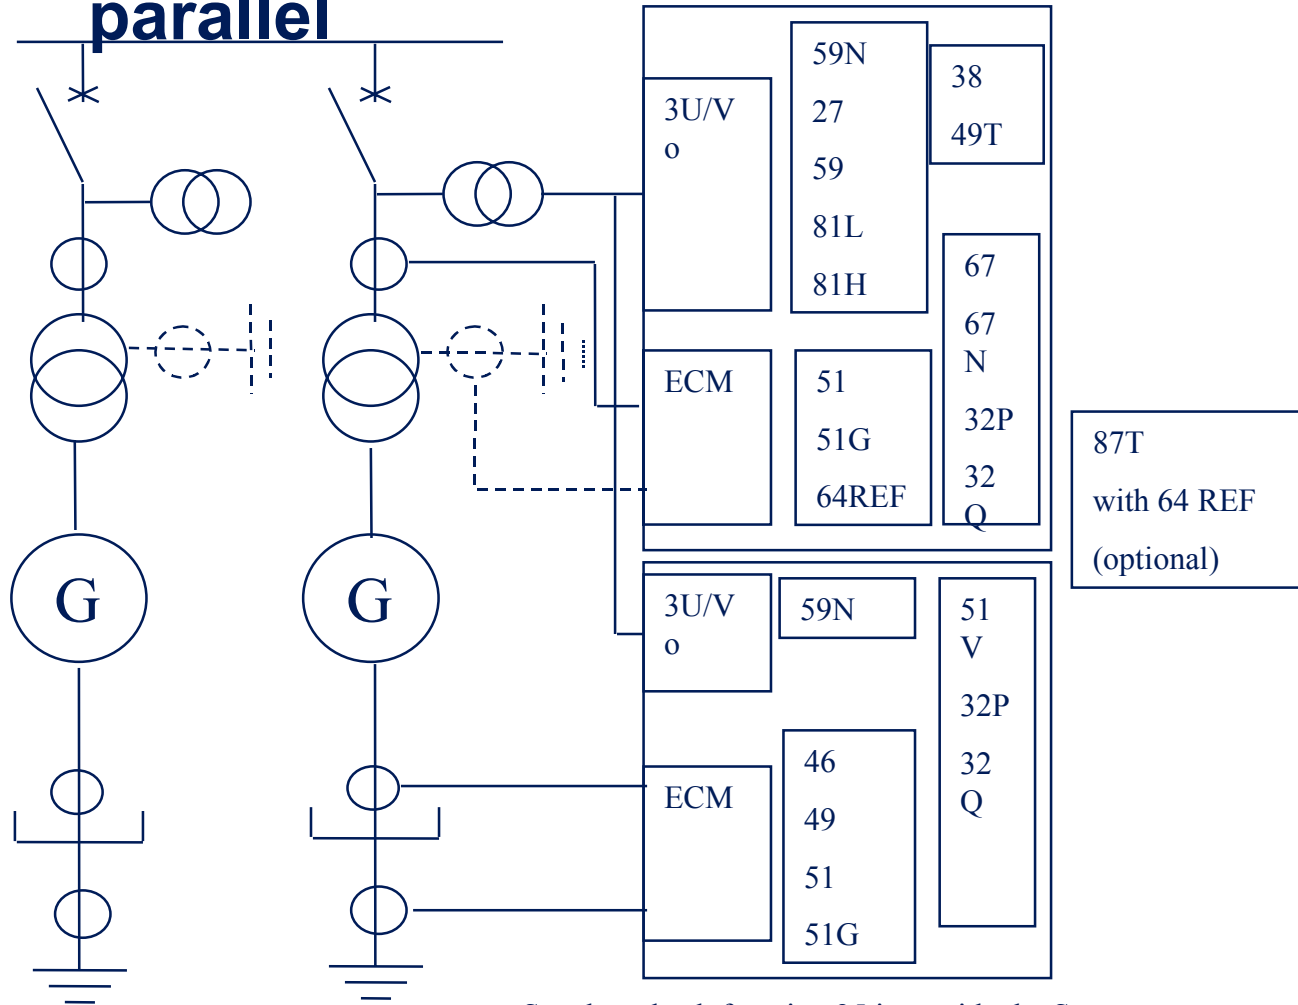 parallel
3U/V
o
59N
27
59
81L
81H
38
49T
67
67
N
32P
32
Q
ECM
51
51G
64REF
87T
with 64 REF
(optional)
G
G
3U/V
o
59N
51
V
32P
32
Q
ECM
46
49
51
51G